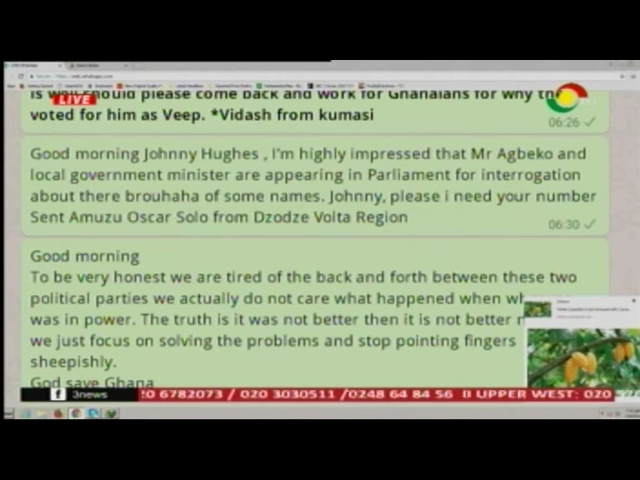 LIVE
is well should please come back and work for Ghanaians for why the
voted for him as Veep. *Vidash from kumasi
06:26
Good morning Johnny Hughes , I'm highly impressed that Mr Agbeko and
local government minister are appearing in Parliament for interrogation
about there brouhaha of some names. Johnny, please i need your number
Sent Amuzu Oscar Solo from Dzodze Volta Region
06:30
Good morning
To be very honest we are tired of the back and forth between these two
political parties we actually do not care what happened when wh
was in power. The truth is it was not better then it is not better
we just focus on solving the problems and stop pointing fingers
sheepishly.
God save Ghana
f 3news 20 6782073 / 020 3030511 /0248 64 84 56 II UPPER WEST: 020